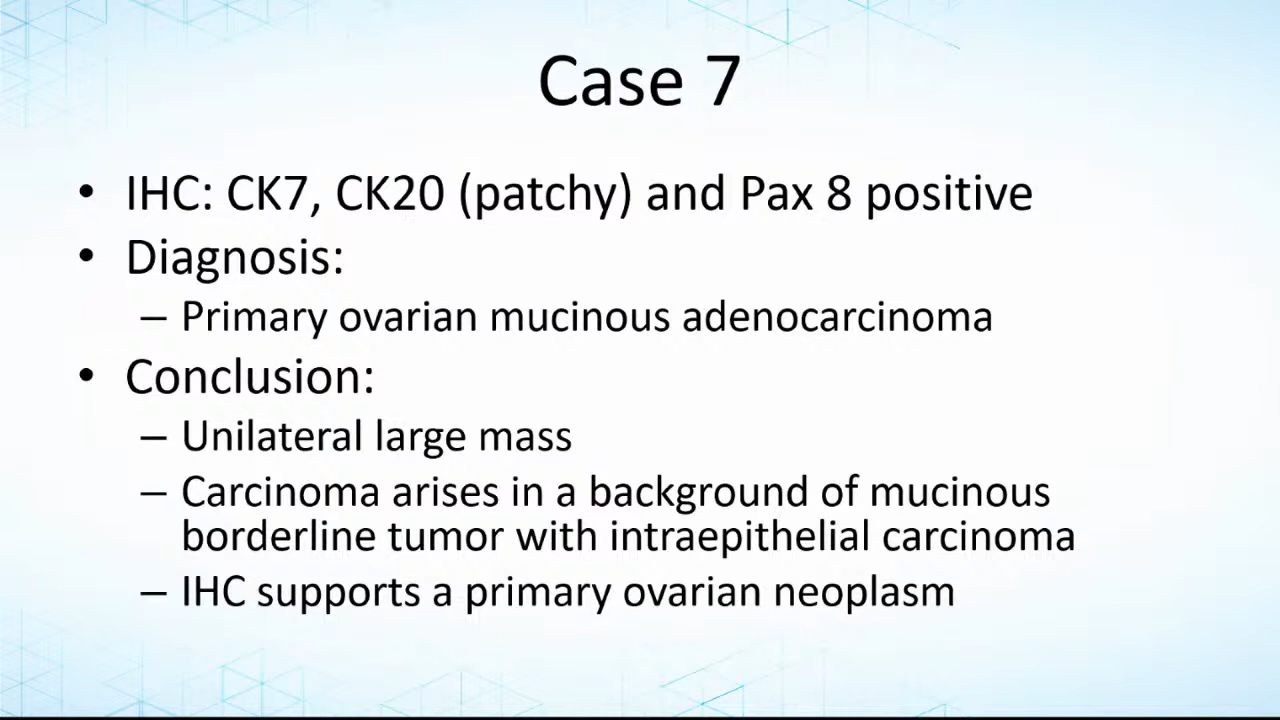 Case 7
• IHC: CK7, CK20 (patchy) and Pax 8 positive
• Diagnosis:
– Primary ovarian mucinous adenocarcinoma
• Conclusion:
– Unilateral large mass
– Carcinoma arises in a background of mucinous
borderline tumor with intraepithelial carcinoma
– IHC supports a primary ovarian neoplasm